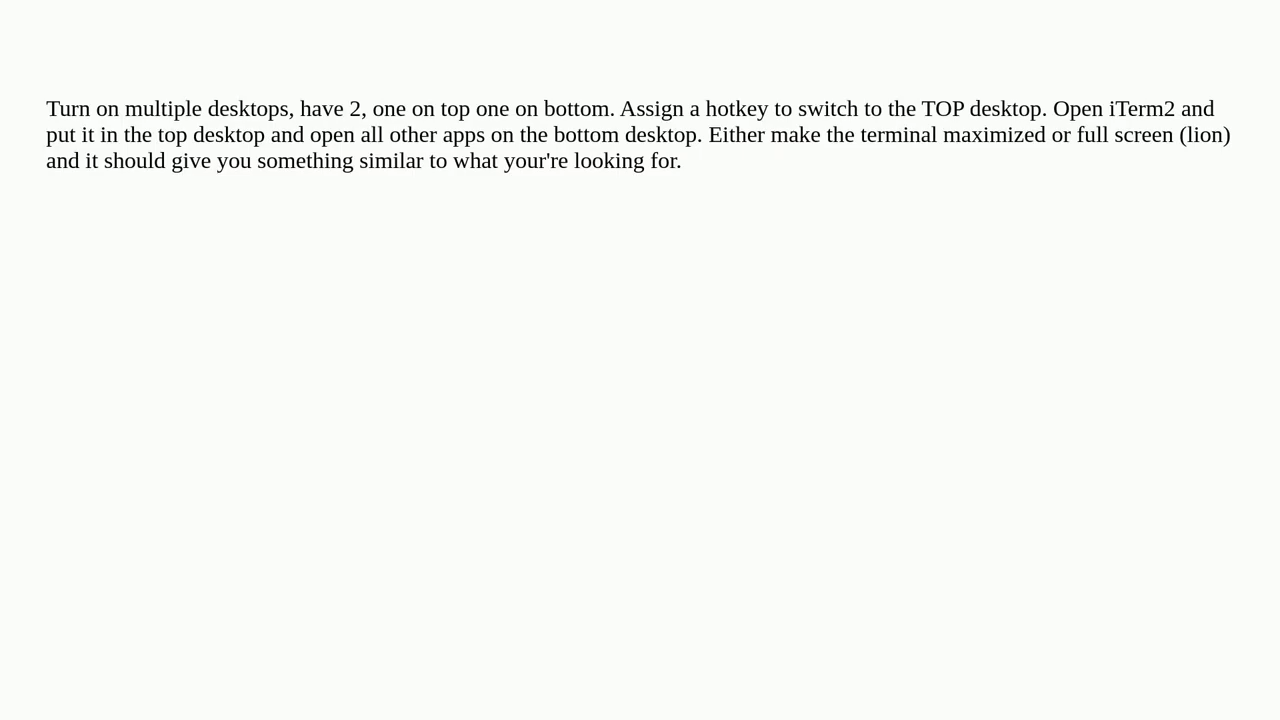 Turn on multiple desktops, have 2, one on top one on bottom. Assign a hotkey to switch to the TOP desktop. Open iTerm2 and
put it in the top desktop and open all other apps on the bottom desktop. Either make the terminal maximized or full screen (lion)
and it should give you something similar to what your're looking for.